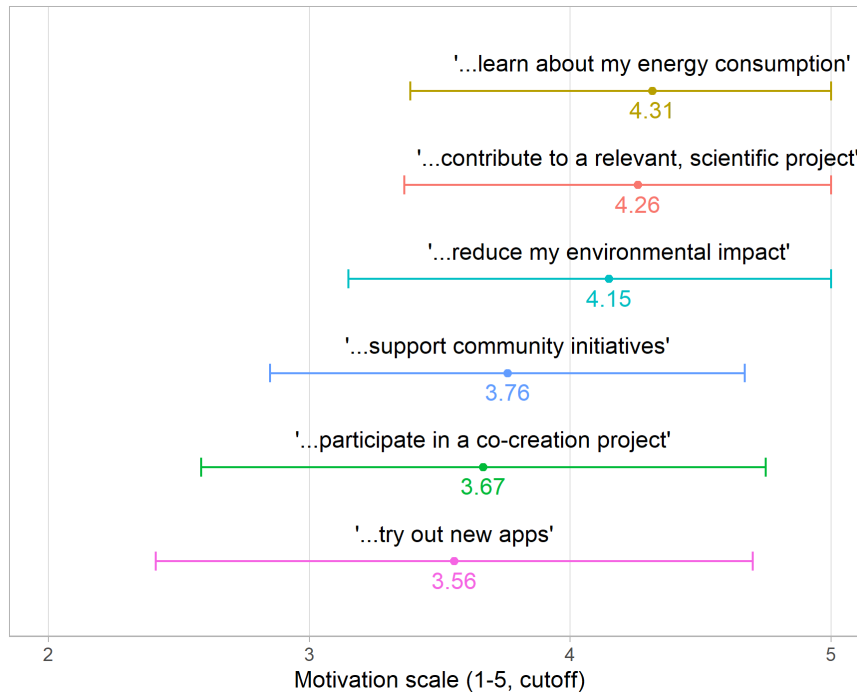 '...learn about my energy consumption'
4.31
'...contribute to a relevant, scientific project'
4.26
'...reduce my environmental impact'
4.15
'...support community initiatives'
3.76
'...participate in a co-creation project'
3.67
'...try out new apps'
3.56
2 3 4 5
Motivation scale (1-5, cutoff)